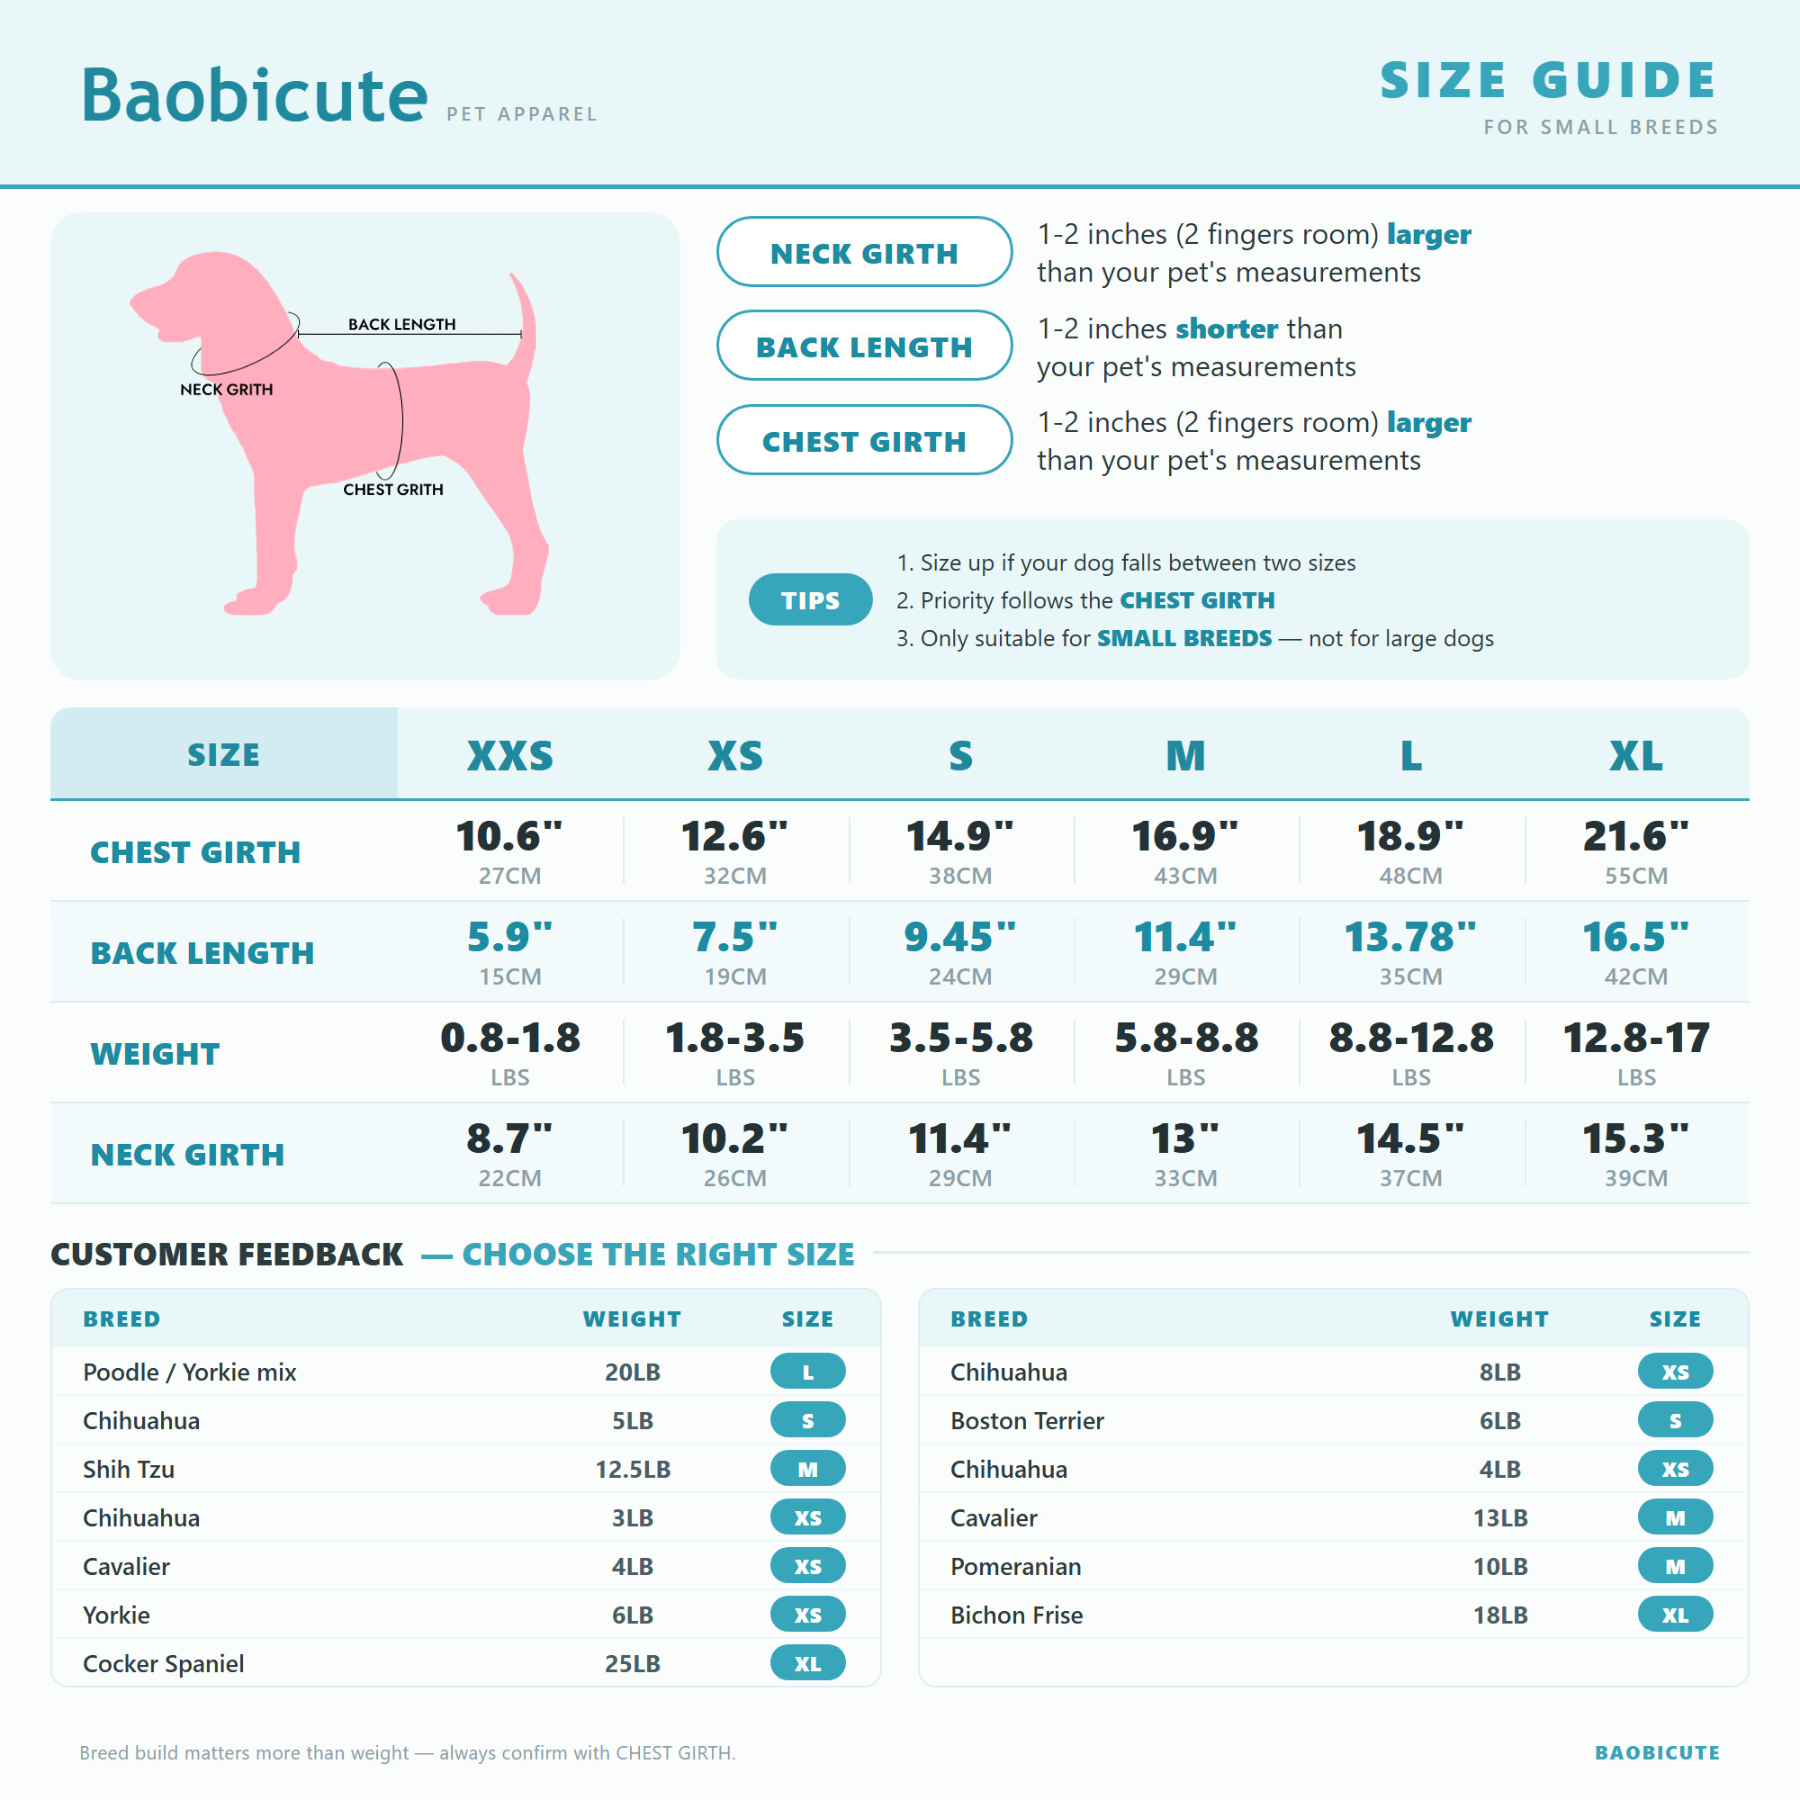 Baobicute PET APPAREL
SIZE GUIDE
FOR SMALL BREEDS
BACK LENGTH
NECK GRITH
CHEST GRITH
NECK GIRTH
1-2 inches (2 fingers room) larger
than your pet's measurements
BACK LENGTH
1-2 inches shorter than
your pet's measurements
CHEST GIRTH
1-2 inches (2 fingers room) larger
than your pet's measurements
TIPS
1. Size up if your dog falls between two sizes
2. Priority follows the CHEST GIRTH
3. Only suitable for SMALL BREEDS — not for large dogs
SIZE XXS XS S M L XL
CHEST GIRTH 10.6" 12.6" 14.9" 16.9" 18.9" 21.6"
27CM 32CM 38CM 43CM 48CM 55CM
BACK LENGTH 5.9" 7.5" 9.45" 11.4" 13.78" 16.5"
15CM 19CM 24CM 29CM 35CM 42CM
WEIGHT 0.8-1.8 1.8-3.5 3.5-5.8 5.8-8.8 8.8-12.8 12.8-17
LBS LBS LBS LBS LBS LBS
NECK GIRTH 8.7" 10.2" 11.4" 13" 14.5" 15.3"
22CM 26CM 29CM 33CM 37CM 39CM
CUSTOMER FEEDBACK — CHOOSE THE RIGHT SIZE
BREED WEIGHT SIZE
Poodle / Yorkie mix 20LB L
Chihuahua 5LB S
Shih Tzu 12.5LB M
Chihuahua 3LB XS
Cavalier 4LB XS
Yorkie 6LB XS
Cocker Spaniel 25LB XL
BREED WEIGHT SIZE
Chihuahua 8LB XS
Boston Terrier 6LB S
Chihuahua 4LB XS
Cavalier 13LB M
Pomeranian 10LB M
Bichon Frise 18LB XL
Breed build matters more than weight — always confirm with CHEST GIRTH.
BAOBICUTE